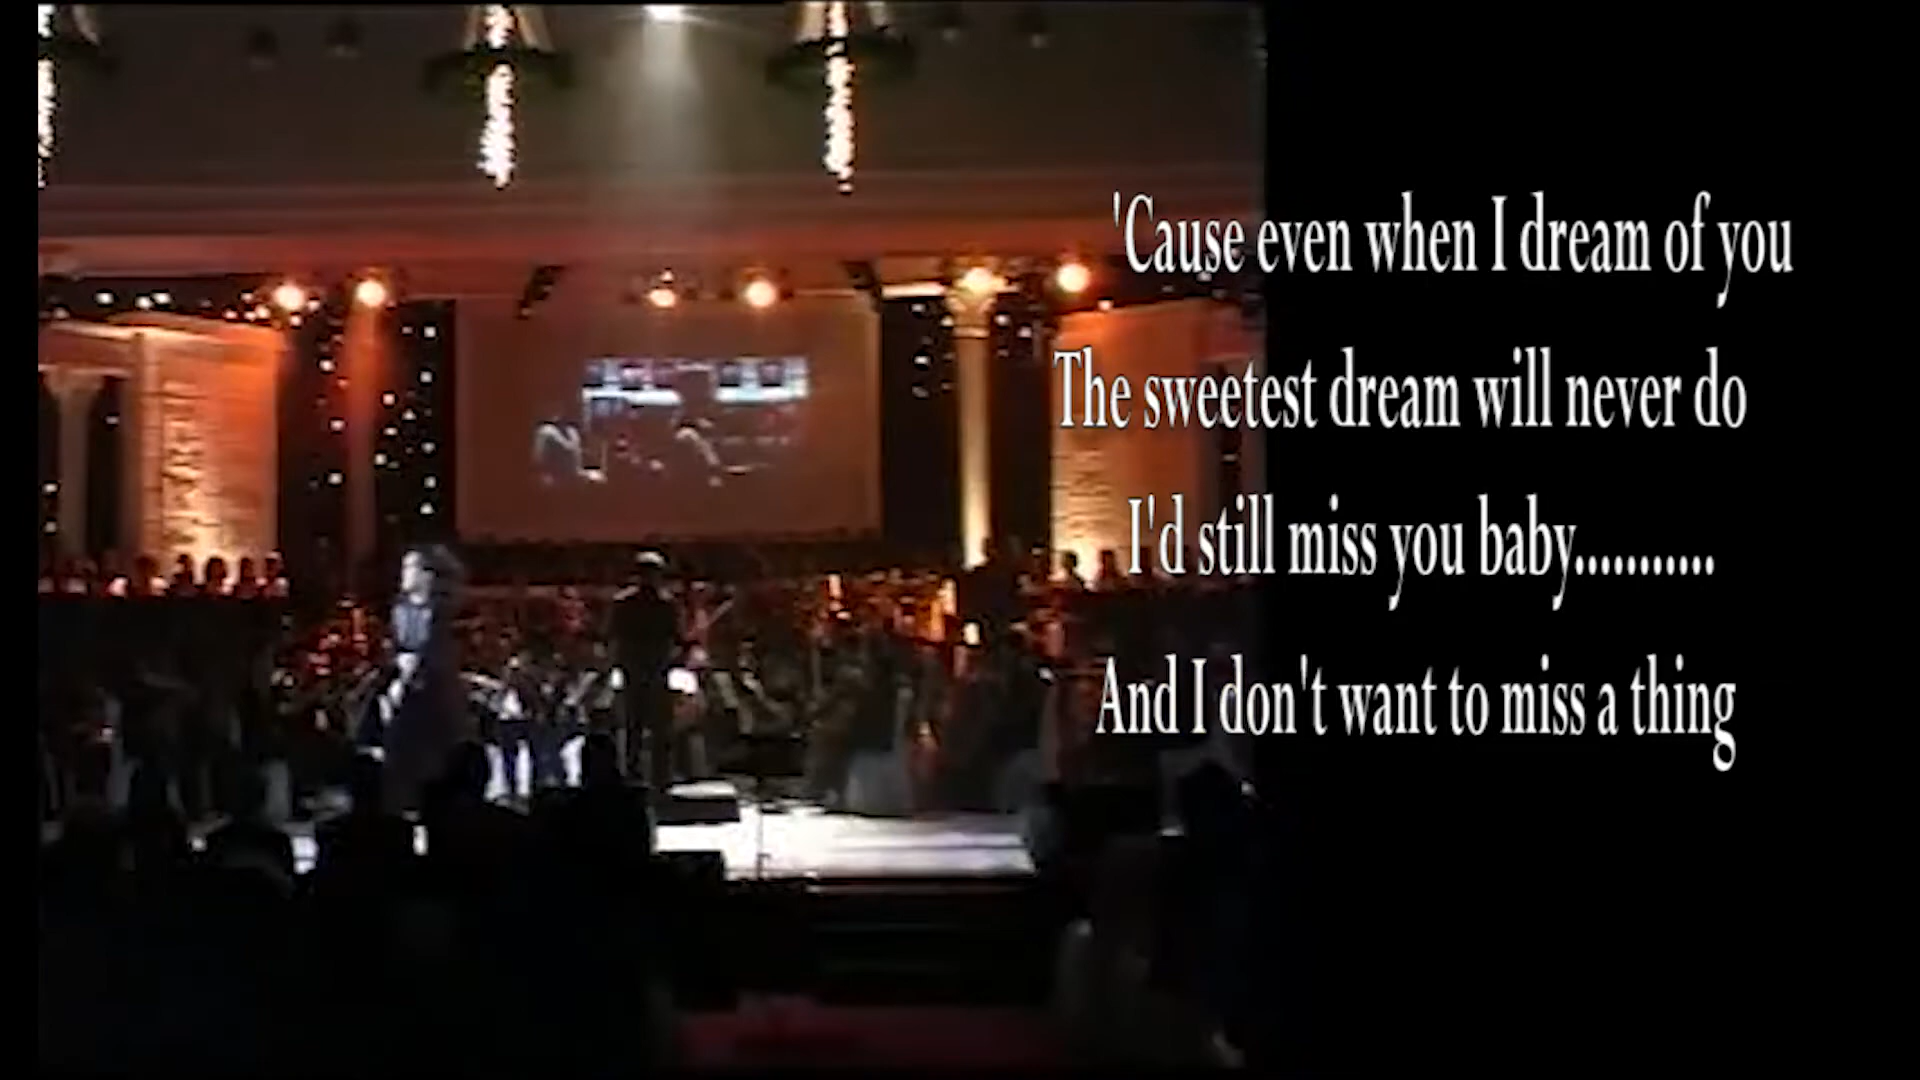 'Cause even when I dream of you
The sweetest dream will never do
I'd still miss you baby...........
And I don't want to miss a thing